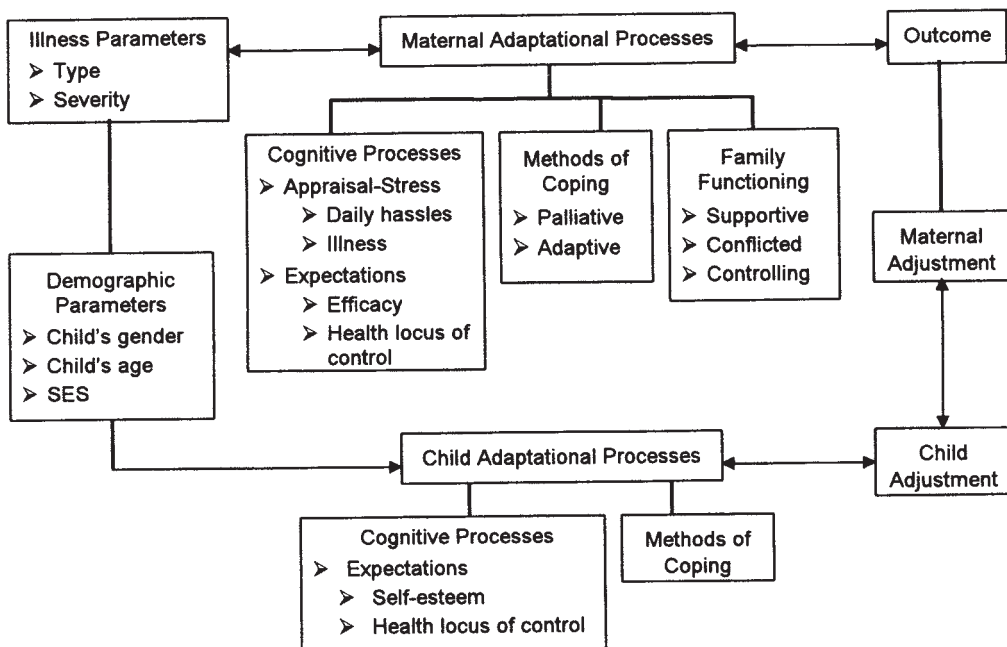 Illness Parameters
➢ Type
➢ Severity
Maternal Adaptational Processes
Outcome
Cognitive Processes
➢ Appraisal-Stress
➢ Daily hassles
➢ Illness
➢ Expectations
➢ Efficacy
➢ Health locus of
control
Methods of
Coping
➢ Palliative
➢ Adaptive
Family
Functioning
➢ Supportive
➢ Conflicted
➢ Controlling
Maternal
Adjustment
Demographic
Parameters
➢ Child's gender
➢ Child's age
➢ SES
Child Adaptational Processes
Child
Adjustment
Cognitive Processes
➢ Expectations
➢ Self-esteem
➢ Health locus of control
Methods of
Coping